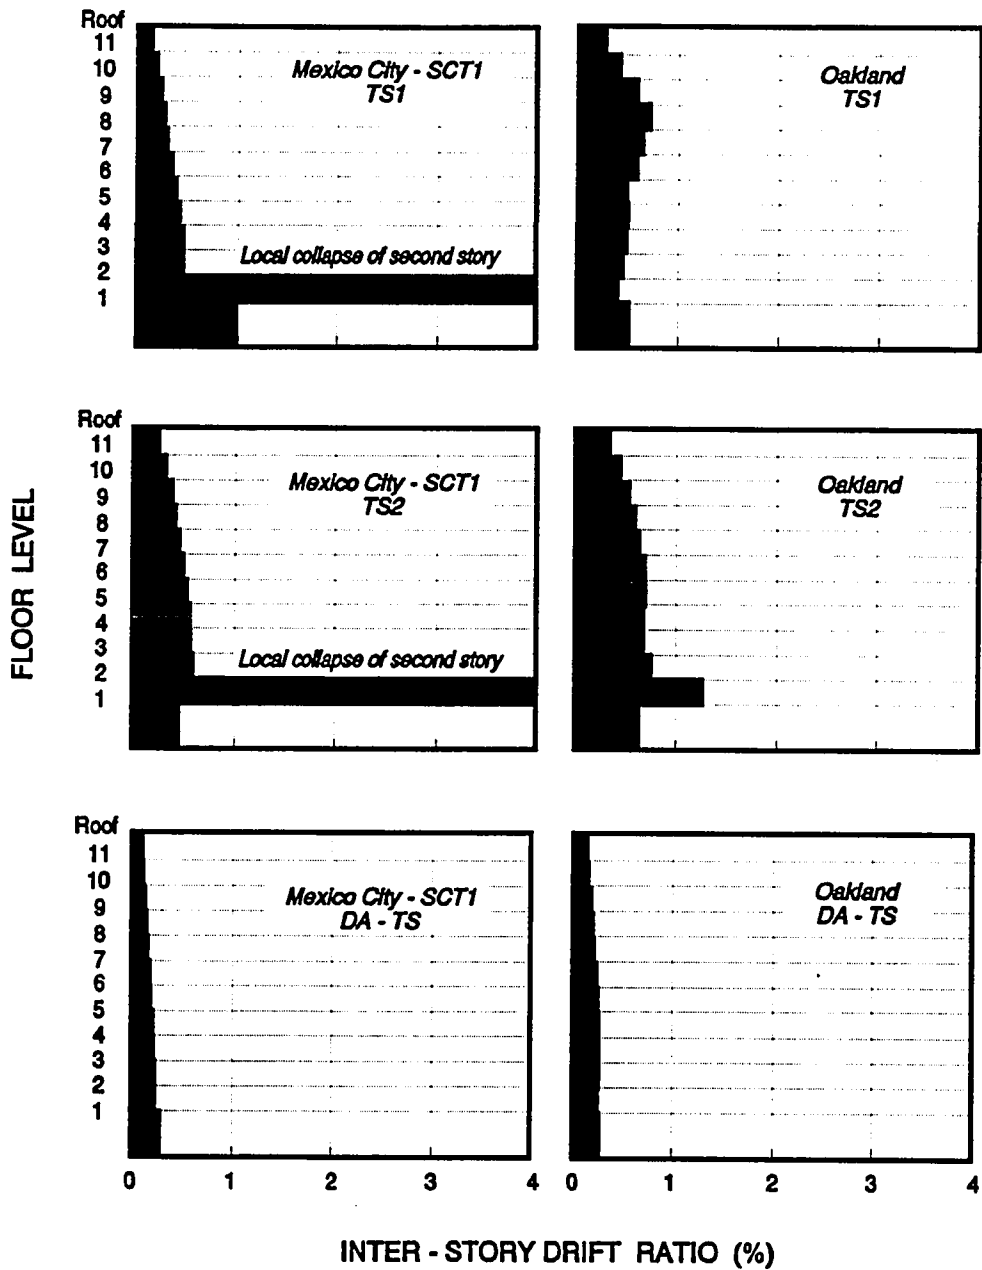 Roof
11
10
9
8
7
6
5
4
3
2
1
Mexico City - SCT1
TS1
Local collapse of second story
Oakland
TS1
Roof
11
10
9
8
7
6
5
4
3
2
1
Mexico City - SCT1
TS2
Local collapse of second story
Oakland
TS2
FLOOR LEVEL
Roof
11
10
9
8
7
6
5
4
3
2
1
Mexico City - SCT1
DA - TS
Oakland
DA - TS
0 1 2 3 4
0 1 2 3 4
INTER - STORY DRIFT RATIO (%)